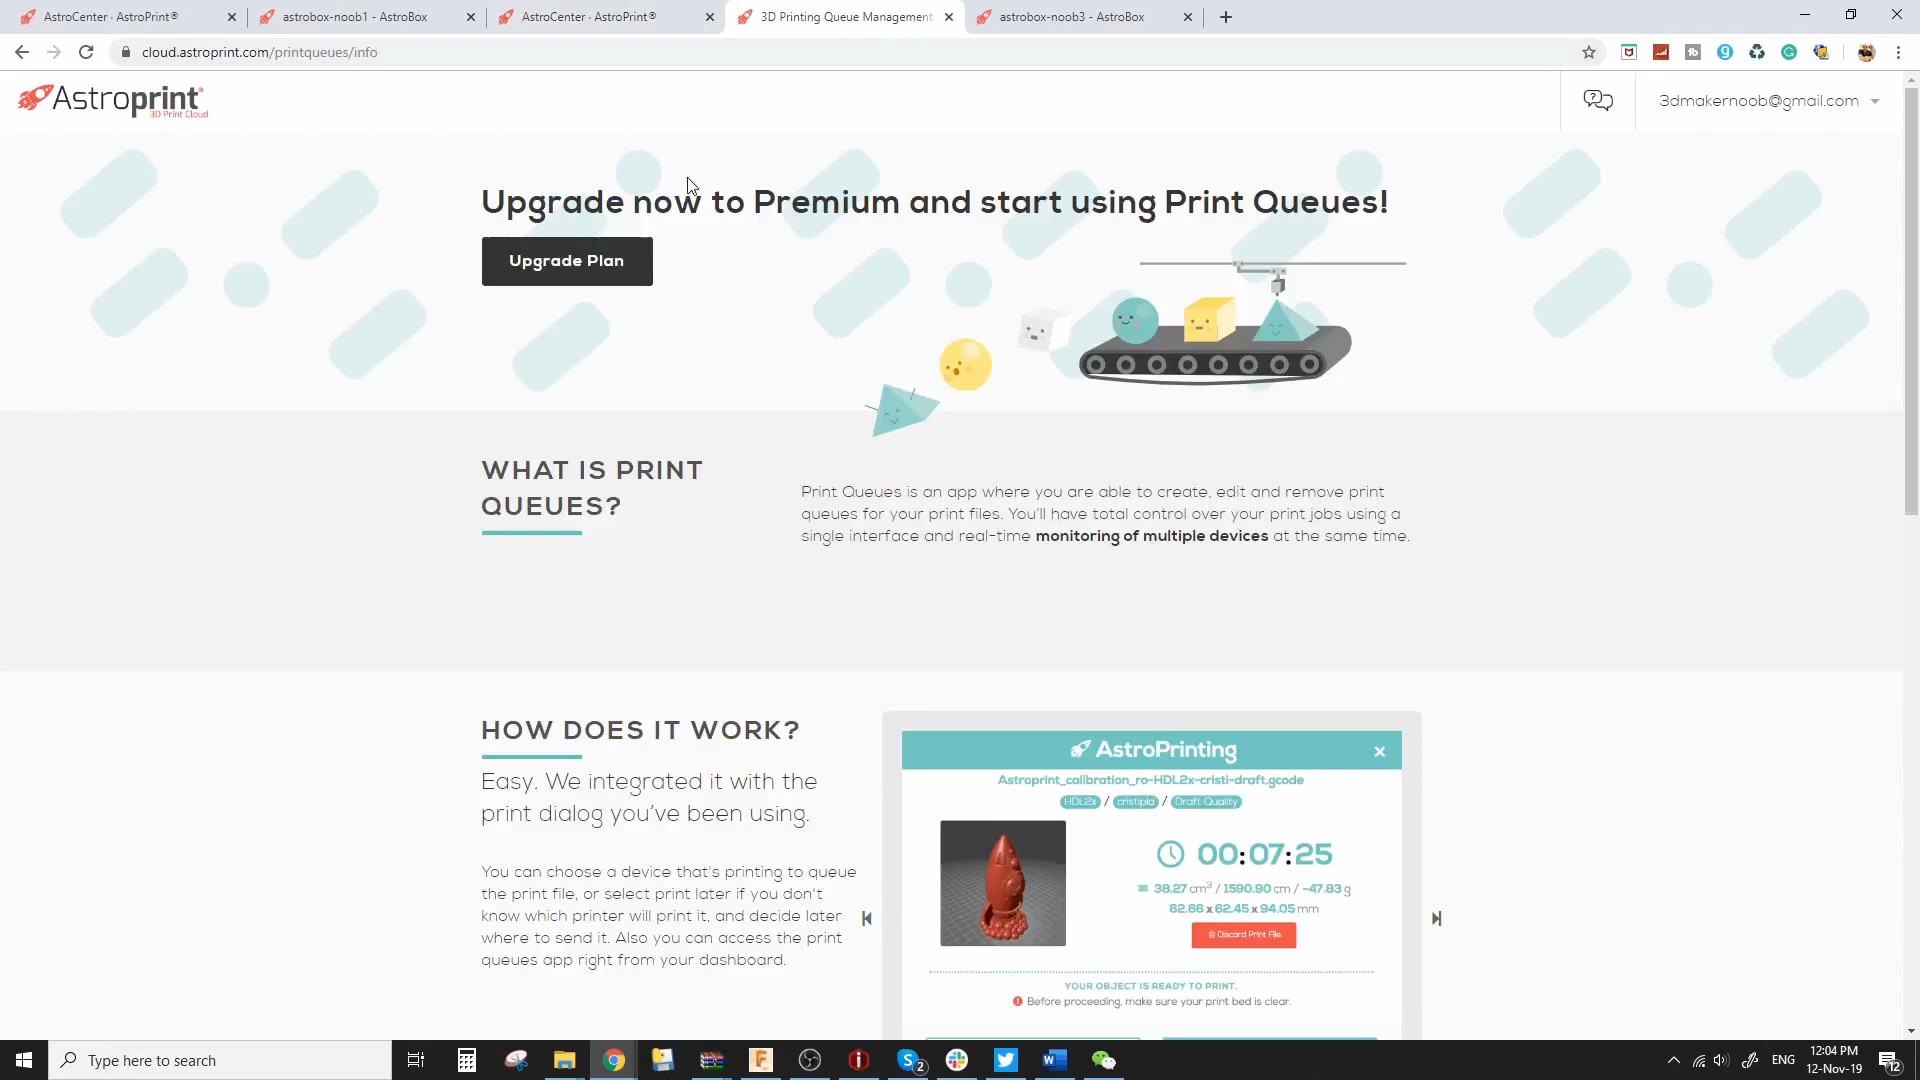 AstroCenter · AstroPrint®
astrobox-noob1 - AstroBox
AstroCenter · AstroPrint®
3D Printing Queue Management
astrobox-noob3 - AstroBox
cloud.astroprint.com/printqueues/info
Astroprint®
3D Print Cloud
3dmakernoob@gmail.com
Upgrade now to Premium and start using Print Queues!
Upgrade Plan
WHAT IS PRINT
QUEUES?
Print Queues is an app where you are able to create, edit and remove print
queues for your print files. You'll have total control over your print jobs using a
single interface and real-time monitoring of multiple devices at the same time.
HOW DOES IT WORK?
Easy. We integrated it with the
print dialog you've been using.
You can choose a device that's printing to queue
the print file, or select print later if you don't
know which printer will print it, and decide later
where to send it. Also you can access the print
queues app right from your dashboard.
AstroPrinting
Astroprint_calibration_ro-HDL2x-cristi-draft.gcode
HDL2x / cristipla / Draft Quality
00:07:25
38.27 cm³ / 1590.90 cm / ~47.83 g
62.66 x 62.45 x 94.05 mm
Discard Print File
YOUR OBJECT IS READY TO PRINT.
Before proceeding, make sure your print bed is clear.
Type here to search
2
ENG
12:04 PM
12-Nov-19
12